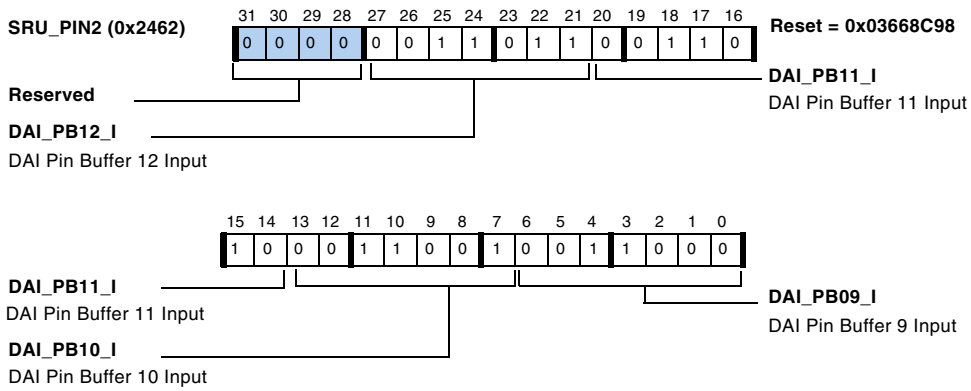 SRU_PIN2 (0x2462)
31 30 29 28 27 26 25 24 23 22 21 20 19 18 17 16
Reset = 0x03668C98
0 0 0 0 0 0 1 1 0 1 1 0 0 1 1 0
Reserved
DAI_PB11_I
DAI Pin Buffer 11 Input
DAI_PB12_I
DAI Pin Buffer 12 Input
15 14 13 12 11 10 9 8 7 6 5 4 3 2 1 0
1 0 0 0 1 1 0 0 1 0 0 1 1 0 0 0
DAI_PB11_I
DAI Pin Buffer 11 Input
DAI_PB09_I
DAI Pin Buffer 9 Input
DAI_PB10_I
DAI Pin Buffer 10 Input